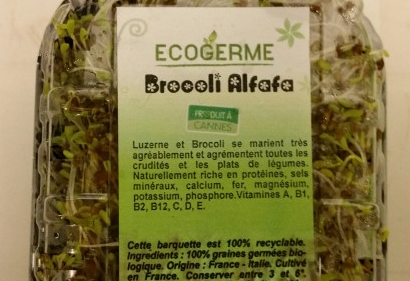 ECOGERME
Brocoli Alfafa
PRODUIT À
CANNES
Luzerne et Brocoli se marient très
agréablement et agrémentent toutes les
crudités et les plats de légumes.
Naturellement riche en protéines, sels
minéraux, calcium, fer, magnésium,
potassium, phosphore.Vitamines A, B1,
B2, B12, C, D, E.
Cette barquette est 100% recyclable.
Ingredients : 100% graines germées bio-
logique. Origine : France - Italie. Cultivé
en France. Conserver entre 3 et 6°.